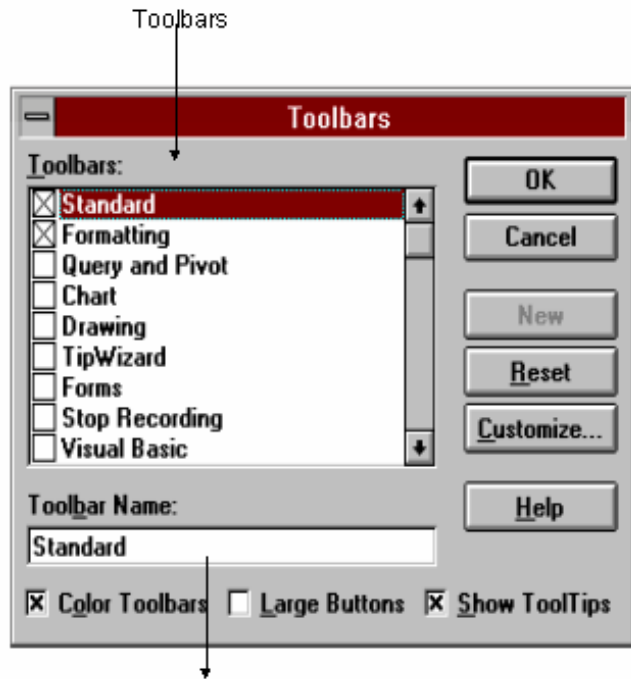 Toolbars
Toolbars
Toolbars:
OK
Standard
Formatting
Cancel
Query and Pivot
Chart
New
Drawing
TipWizard
Reset
Forms
Stop Recording
Customize...
Visual Basic
Toolbar Name:
Help
Standard
Color Toolbars Large Buttons Show ToolTips